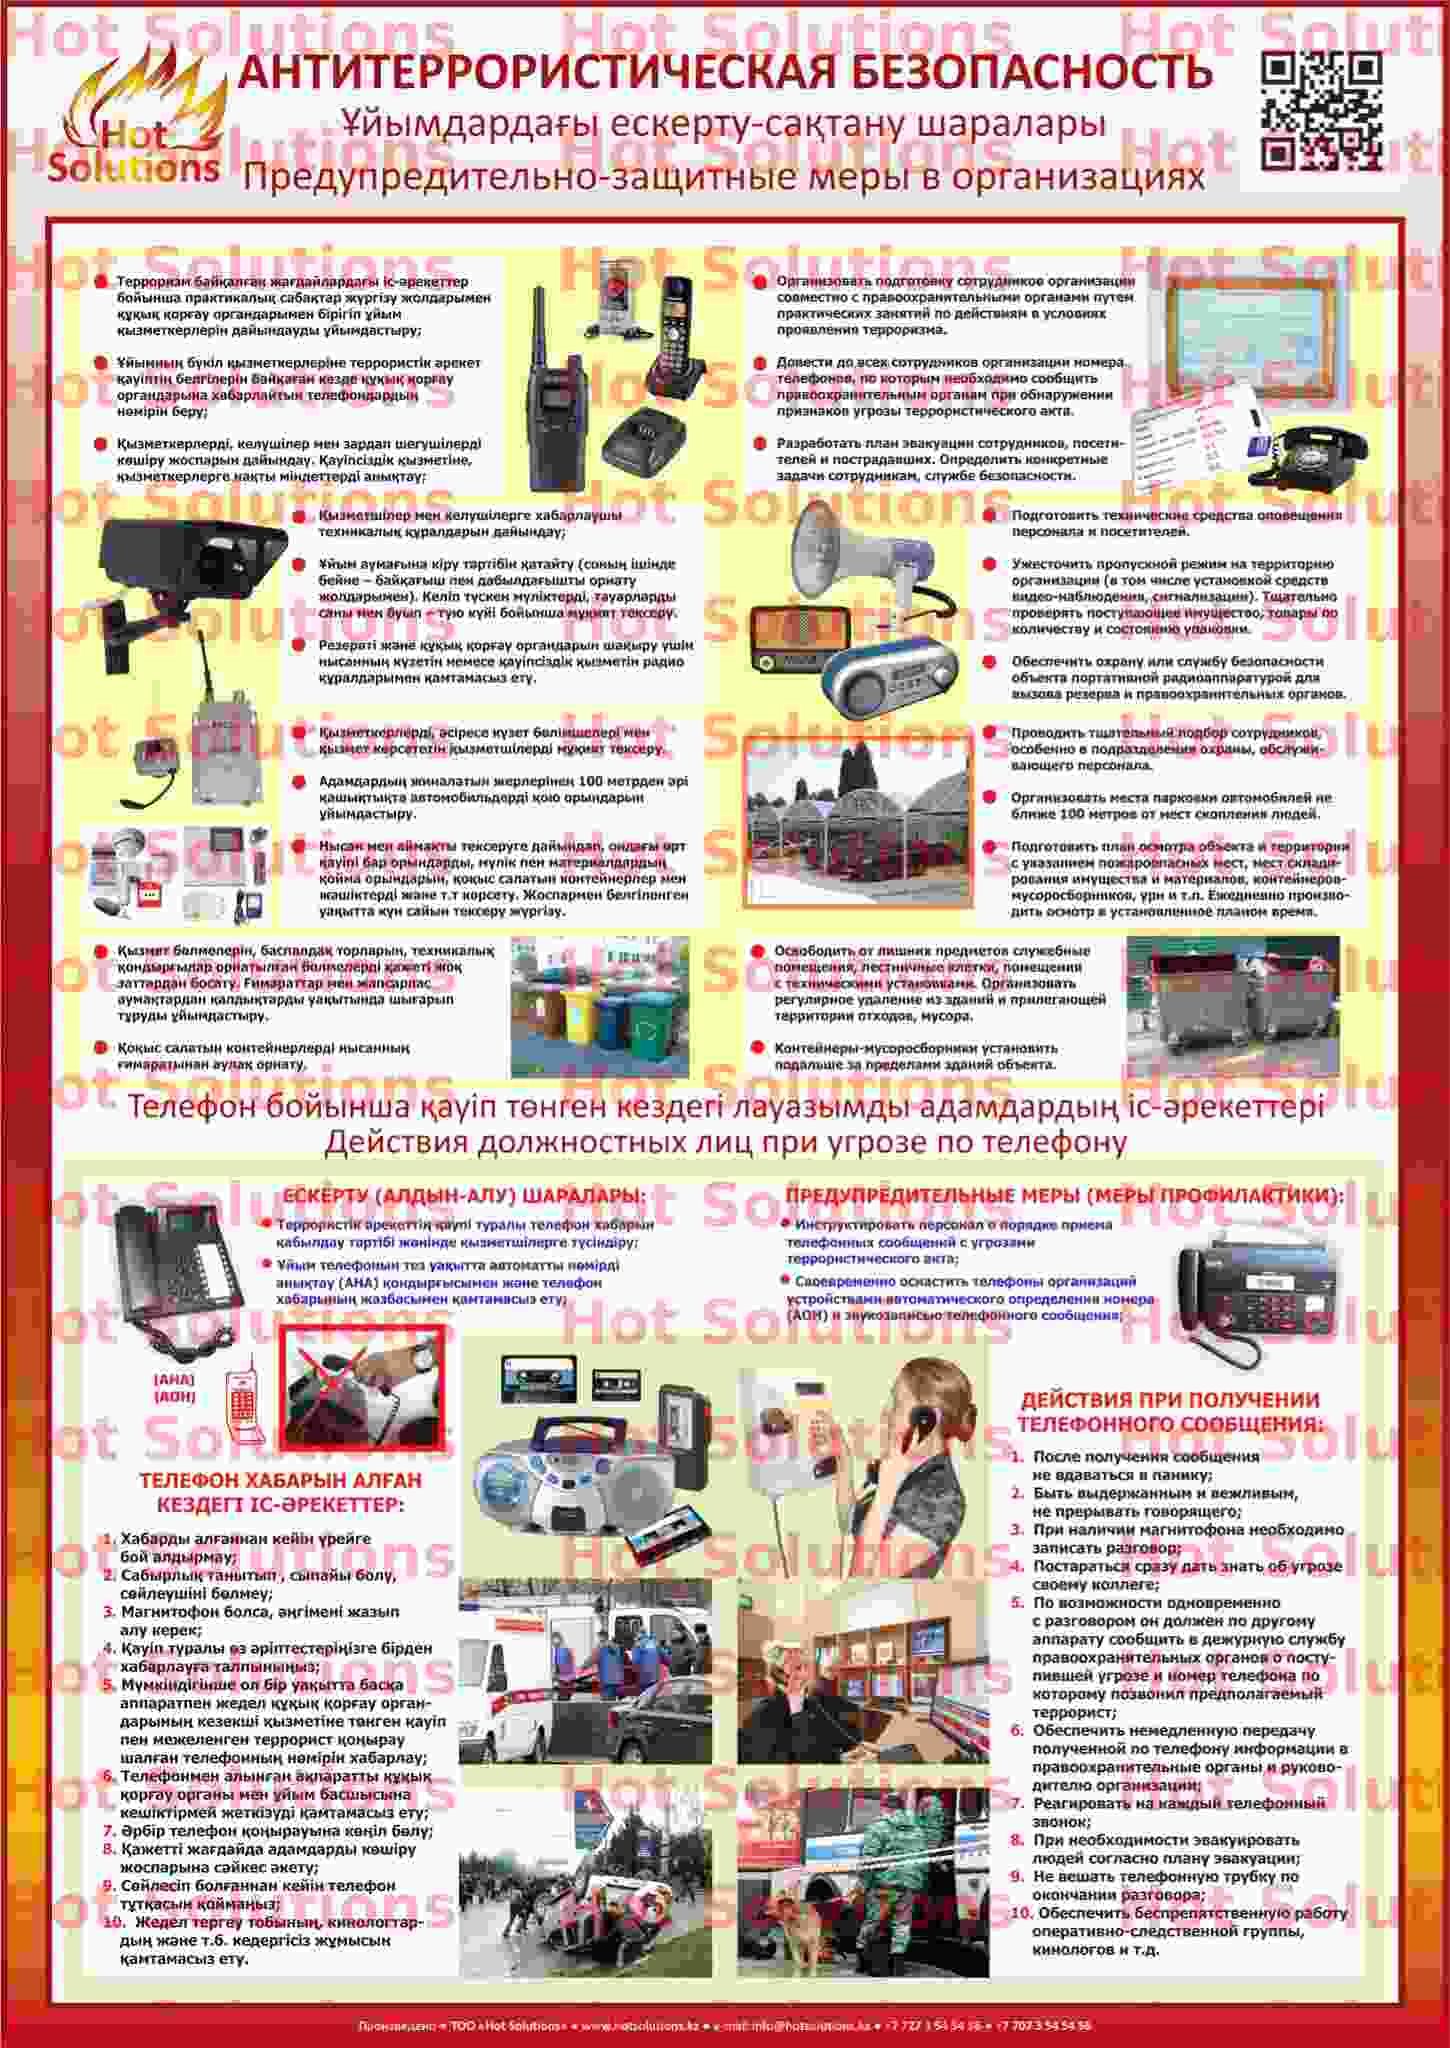 АНТИТЕРРОРИСТИЧЕСКАЯ БЕЗОПАСНОСТЬ
Ұйымдардағы ескерту-сақтану шаралары
Предупредительно-защитные меры в организациях
Hot
Solutions
Терроризм байқалған жағдайлардағы іс-әрекеттер
бойынша практикалық сабақтар жүргізу жолдарымен
құқық қорғау органдарымен бірігіп ұйым
қызметкерлерін дайындауды ұйымдастыру;
Ұйымның бүкіл қызметкерлеріне террористік әрекет
қауіптің белгілерін байқаған кезде құқық қорғау
органдарына хабарлайтын телефондардың
нөмірін беру;
Қызметкерлерді, келушілер мен зардап шегушілерді
көшіру жоспарын дайындау. Қауіпсіздік қызметіне,
қызметкерлерге нақты міндеттерді анықтау;
Организовать подготовку сотрудников организации
совместно с правоохранительными органами путем
практических занятий по действиям в условиях
проявления терроризма.
Довести до всех сотрудников организации номера
телефонов, по которым необходимо сообщить
правоохранительным органам при обнаружении
признаков угрозы террористического акта.
Разработать план эвакуации сотрудников, посети-
телей и пострадавших. Определить конкретные
задачи сотрудникам, службе безопасности.
Қызметшілер мен келушілерге хабарлаушы
техникалық құралдарын дайындау;
Ұйым аумағына кіру тәртібін қатайту (соның ішінде
бейне – байқағыш пен дабылдағышты орнату
жолдарымен). Келіп түскен мүліктерді, тауарларды
саны мен буып – түю күйі бойынша мұқият тексеру.
Резервті және құқық қорғау органдарын шақыру үшін
нысанның күзетін немесе қауіпсіздік қызметін радио
құралдарымен қамтамасыз ету.
Подготовить технические средства оповещения
персонала и посетителей.
Ужесточить пропускной режим на территорию
организации (в том числе установкой средств
видео-наблюдения, сигнализации). Тщательно
проверять поступающее имущество, товары по
количеству и состоянию упаковки.
Обеспечить охрану или службу безопасности
объекта портативной радиоаппаратурой для
вызова резерва и правоохранительных органов.
Қызметкерлерді, әсіресе күзет бөлімшелері мен
қызмет көрсететін қызметшілерді мұқият тексеру.
Адамдардың жиналатын жерлерінен 100 метрден әрі
қашықтықта автомобильдерді қою орындарын
ұйымдастыру.
Нысан мен аймақты тексеруге дайындап, ондағы өрт
қауіпі бар орындарды, мүлік пен материалдардың
қойма орындарын, қоқыс салатын контейнерлер мен
жәшіктерді және т.т көрсету. Жоспармен белгіленген
уақытта күн сайын тексеру жүргізу.
Проводить тщательный подбор сотрудников,
особенно в подразделения охраны, обслужи-
вающего персонала.
Организовать места парковки автомобилей не
ближе 100 метров от мест скопления людей.
Подготовить план осмотра объекта и территории
с указанием пожароопасных мест, мест склади-
рования имущества и материалов, контейнеров-
мусоросборников, урн и т.п. Ежедневно произво-
дить осмотр в установленное планом время.
Қызмет бөлмелерін, баспалдақ торларын, техникалық
қондырғылар орнатылған бөлмелерді қажеті жоқ
заттардан босату. Ғимараттар мен жапсарлас
аумақтардан қалдықтарды уақытында шығарып
тұруды ұйымдастыру.
Қоқыс салатын контейнерлерді нысанның
ғимаратынан аулақ орнату.
Освободить от лишних предметов служебные
помещения, лестничные клетки, помещения
с техническими установками. Организовать
регулярное удаление из зданий и прилегающей
территории отходов, мусора.
Контейнеры-мусоросборники установить
подальше за пределами зданий объекта.
Телефон бойынша қауіп төнген кездегі лауазымды адамдардың іс-әрекеттері
Действия должностных лиц при угрозе по телефону
ЕСКЕРТУ (АЛДЫН-АЛУ) ШАРАЛАРЫ:
Террористік әрекеттің қаупі туралы телефон хабарын
қабылдау тәртібі жөнінде қызметшілерге түсіндіру;
Ұйым телефонын тез уақытта автоматты нөмірді
анықтау (АНА) қондырғысымен және телефон
хабарының жазбасымен қамтамасыз ету;
ПРЕДУПРЕДИТЕЛЬНЫЕ МЕРЫ (МЕРЫ ПРОФИЛАКТИКИ):
Инструктировать персонал о порядке приема
телефонных сообщений с угрозами
террористического акта;
Своевременно оснастить телефоны организаций
устройствами автоматического определения номера
(АОН) и звукозаписью телефонного сообщения;
(АНА)
(АОН)
ТЕЛЕФОН ХАБАРЫН АЛҒАН
КЕЗДЕГІ ІС-ӘРЕКЕТТЕР:
1. Хабарды алғаннан кейін үрейге
бой алдырмау;
2. Сабырлық танытып , сыпайы болу,
сөйлеушіні бөлмеу;
3. Магнитофон болса, әңгімені жазып
алу керек;
4. Қауіп туралы өз әріптестеріңізге бірден
хабарлауға талпыныңыз;
5. Мүмкіндігінше ол бір уақытта басқа
аппаратпен жедел құқық қорғау орган-
дарының кезекші қызметіне төнген қауіп
пен межеленген террорист қоңырау
шалған телефонның нөмірін хабарлау;
6. Телефонмен алынған ақпаратты құқық
қорғау органы мен ұйым басшысына
кешіктірмей жеткізуді қамтамасыз ету;
7. Әрбір телефон қоңырауына көңіл бөлу;
8. Қажетті жағдайда адамдарды көшіру
жоспарына сәйкес әкету;
9. Сөйлесіп болғаннан кейін телефон
тұтқасын қоймаңыз;
10. Жедел тергеу тобының, кинологтар-
дың және т.б. кедергісіз жұмысын
қамтамасыз ету.
ДЕЙСТВИЯ ПРИ ПОЛУЧЕНИИ
ТЕЛЕФОННОГО СООБЩЕНИЯ:
1. После получения сообщения
не вдаваться в панику;
2. Быть выдержанным и вежливым,
не прерывать говорящего;
3. При наличии магнитофона необходимо
записать разговор;
4. Постараться сразу дать знать об угрозе
своему коллеге;
5. По возможности одновременно
с разговором он должен по другому
аппарату сообщить в дежурную службу
правоохранительных органов о посту-
пившей угрозе и номер телефона по
которому позвонил предполагаемый
террорист;
6. Обеспечить немедленную передачу
полученной по телефону информации в
правоохранительные органы и руково-
дителю организации;
7. Реагировать на каждый телефонный
звонок;
8. При необходимости эвакуировать
людей согласно плану эвакуации;
9. Не вешать телефонную трубку по
окончании разговора;
10. Обеспечить беспрепятственную работу
оперативно-следственной группы,
кинологов и т.д.
Произведено • ТОО «Hot Solutions» • www.hotsolutions.kz • e-mail: info@hotsolutions.kz • +7 727 3 54 54 56 • +7 707 3 54 54 56